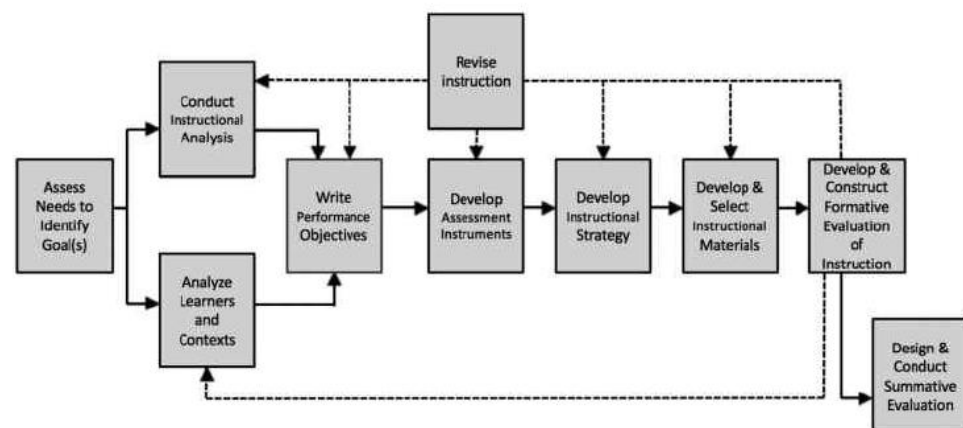 Revise
instruction
Conduct
Instructional
Analysis
Assess
Needs to
Identify
Goal(s)
Write
Performance
Objectives
Develop
Assessment
Instruments
Develop
Instructional
Strategy
Develop &
Select
Instructional
Materials
Develop &
Construct
Formative
Evaluation
of
Instruction
Analyze
Learners
and
Contexts
Design &
Conduct
Summative
Evaluation